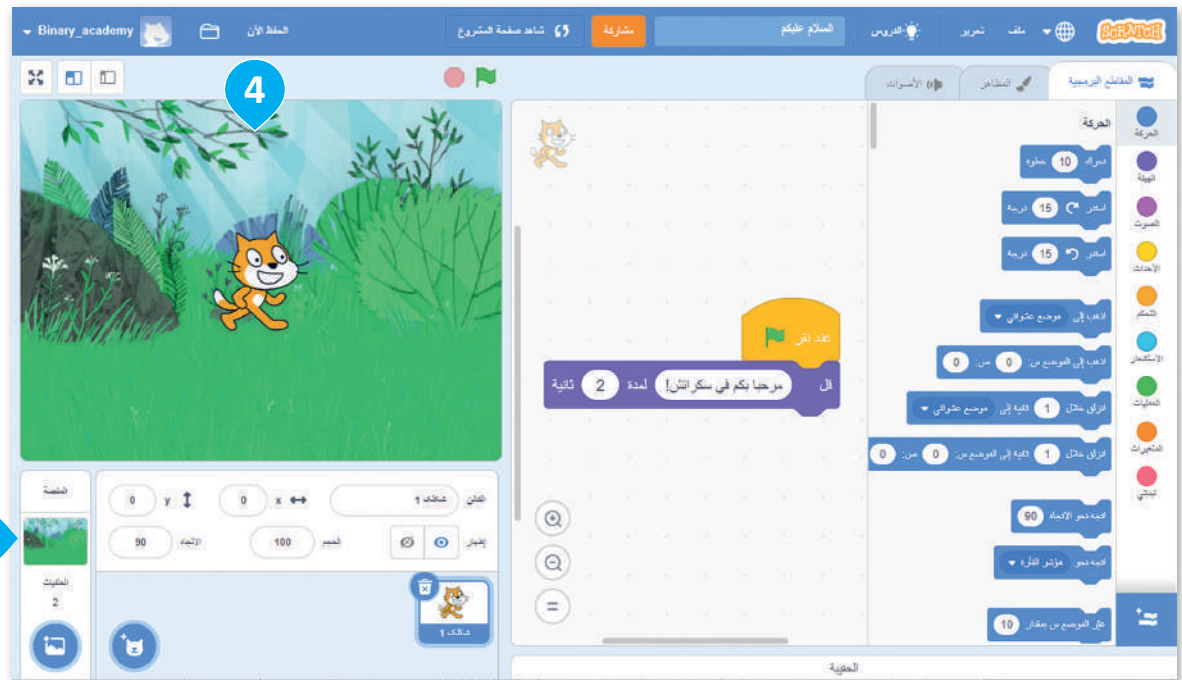 SCRATCH ملف تحرير الدروس السلام عليكم مشاركة شاهد صفحة المشروع الحفظ الآن Binary_academy
المقاطع البرمجية المظاهر الأصوات
4
الحركة
الحركة
الهيئة
الصوت
الأحداث
التحكم
الاستشعار
العمليات
المتغيرات
لبناتي
تحرك 10 خطوة
استدر 15 درجة
استدر 15 درجة
اذهب إلى موضع عشوائي
اذهب إلى الموضع س: 0 ص: 0
انزلق خلال 1 ثانية إلى موضع عشوائي
انزلق خلال 1 ثانية إلى الموضع س: 0 ص: 0
اتجه نحو الاتجاه 90
اتجه نحو مؤشر الفأرة
غيّر الموضع س بمقدار 10
عند نقر
قل مرحبا بكم في سكراتش! لمدة 2 ثانية
الكائن شكلك 1 x 0 y 0
إظهار الحجم 100 الاتجاه 90
شكلك 1
المنصة
الخلفيات
2
الحقيبة